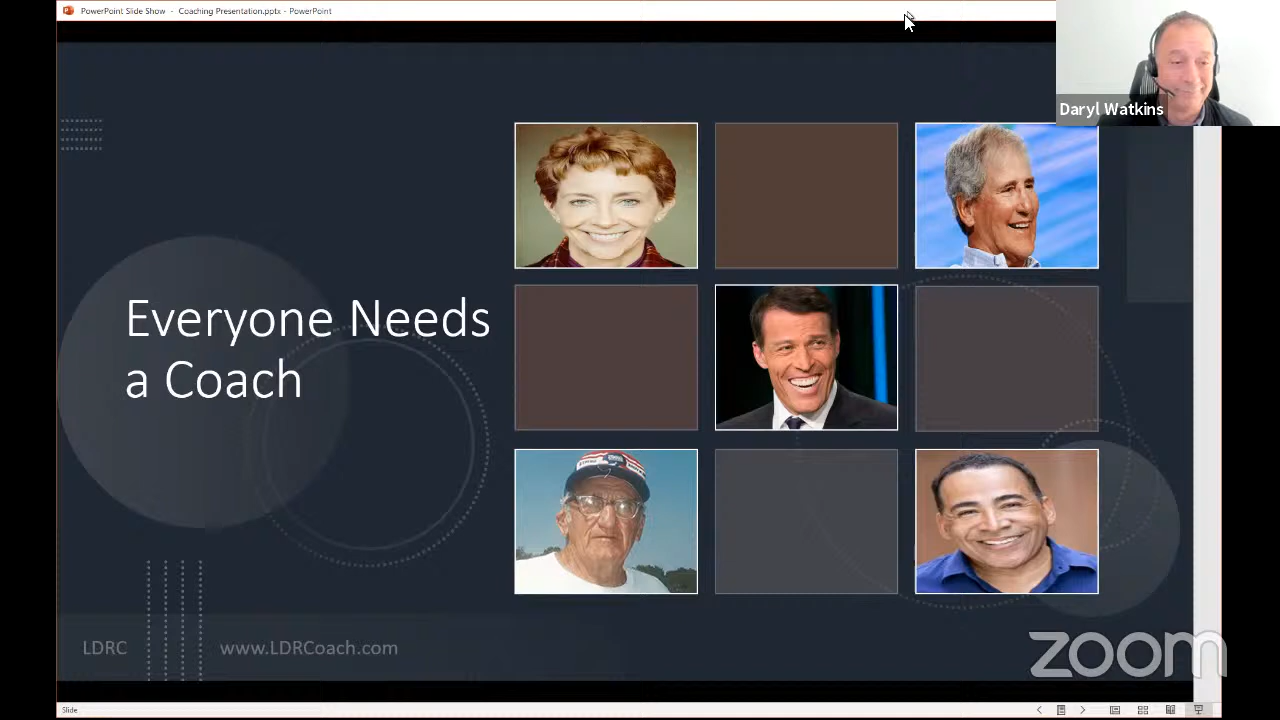 PowerPoint Slide Show - Coaching Presentation.pptx - PowerPoint
Daryl Watkins
Everyone Needs
a Coach
LDRC
www.LDRCoach.com
zoom
Slide